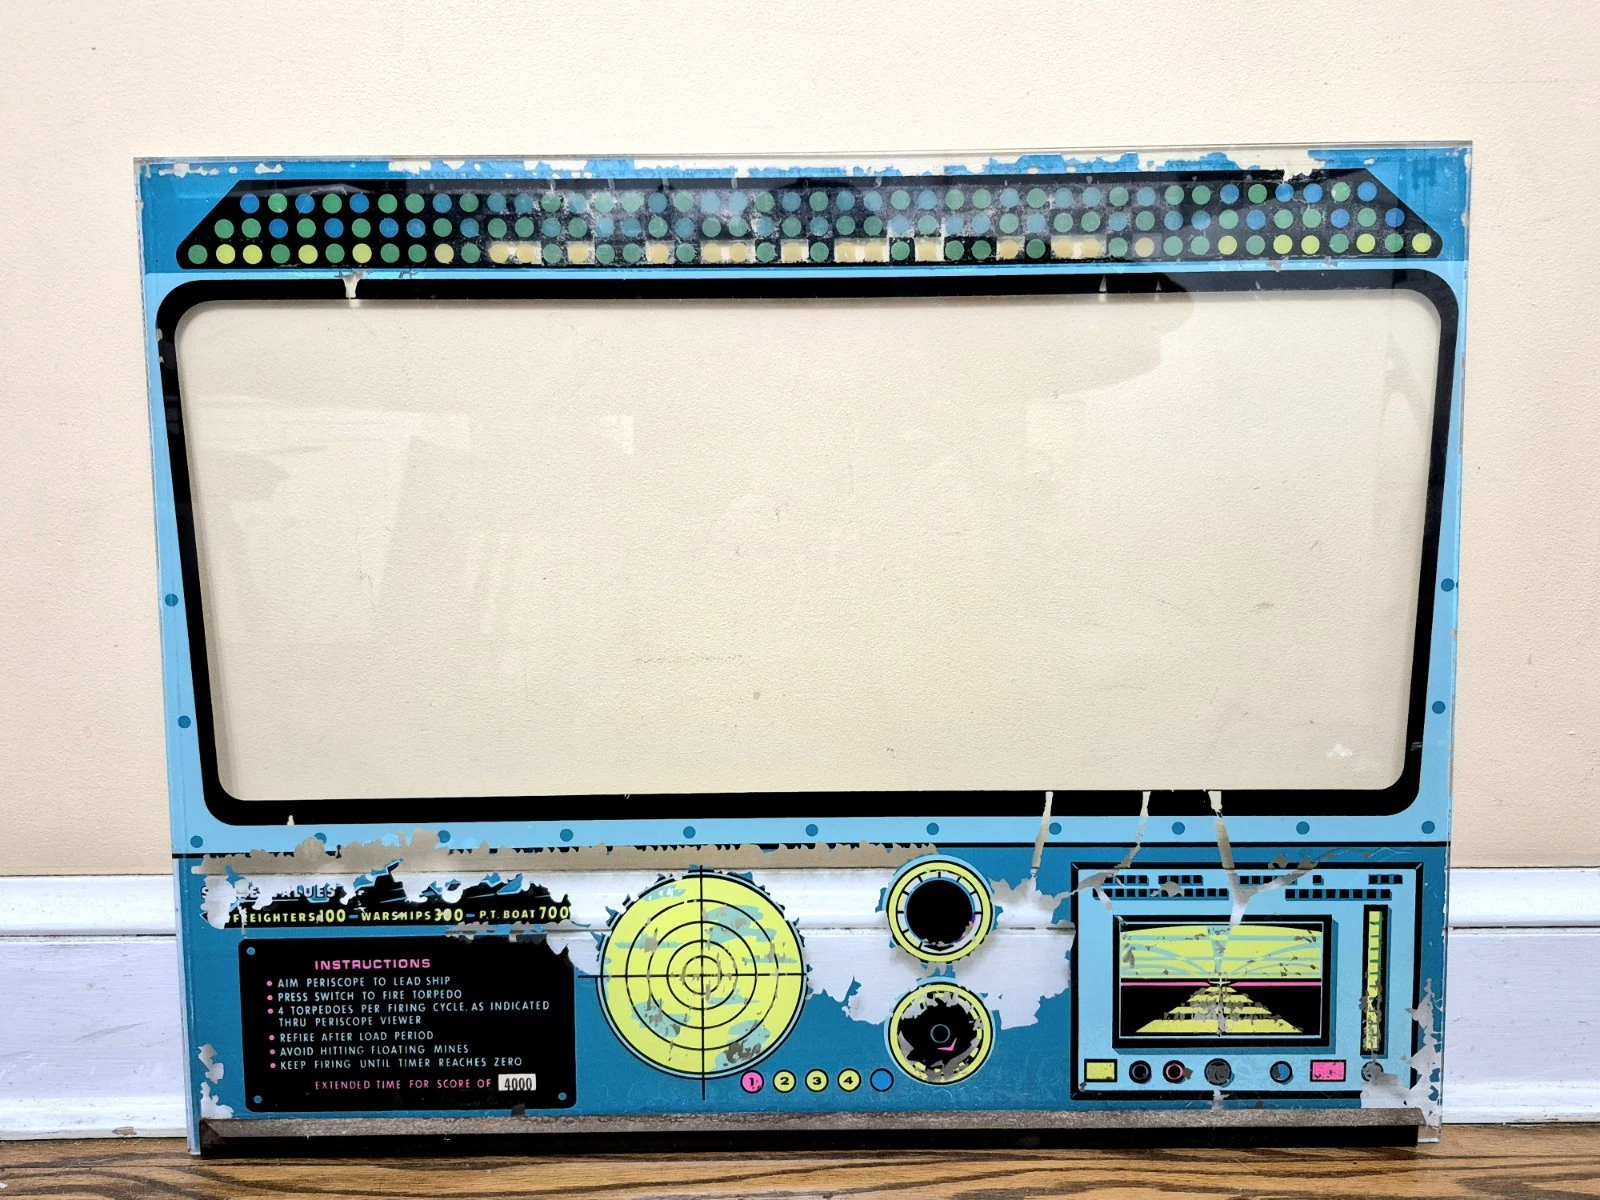 VALUES
FREIGHTERS 100 - WARSHIPS 300 - P.T. BOAT 700
INSTRUCTIONS
• AIM PERISCOPE TO LEAD SHIP
• PRESS SWITCH TO FIRE TORPEDO
• 4 TORPEDOES PER FIRING CYCLE, AS INDICATED
THRU PERISCOPE VIEWER
• REFIRE AFTER LOAD PERIOD
• AVOID HITTING FLOATING MINES
• KEEP FIRING UNTIL TIMER REACHES ZERO
EXTENDED TIME FOR SCORE OF 4000
1 2 3 4